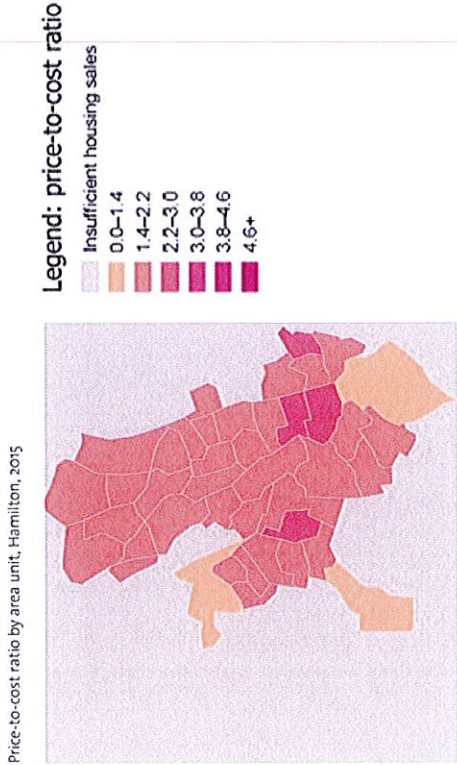 Price-to-cost ratio by area unit, Hamilton, 2015
Legend: price-to-cost ratio
Insufficient housing sales
0.0–1.4
1.4–2.2
2.2–3.0
3.0–3.8
3.8–4.6
4.6+